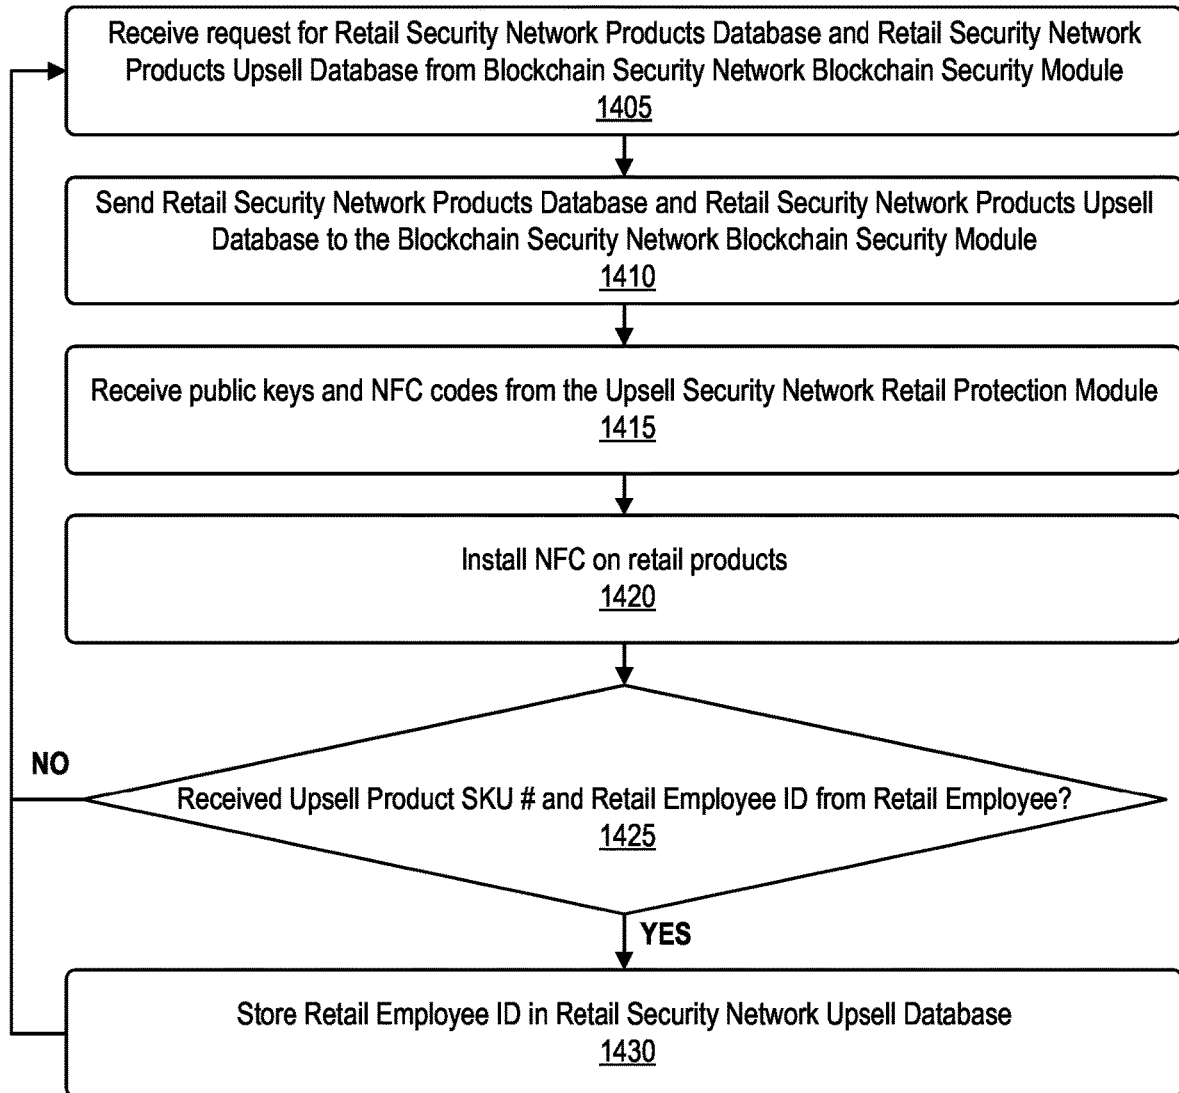 Receive request for Retail Security Network Products Database and Retail Security Network
Products Upsell Database from Blockchain Security Network Blockchain Security Module
1405
Send Retail Security Network Products Database and Retail Security Network Products Upsell
Database to the Blockchain Security Network Blockchain Security Module
1410
Receive public keys and NFC codes from the Upsell Security Network Retail Protection Module
1415
Install NFC on retail products
1420
NO
Received Upsell Product SKU # and Retail Employee ID from Retail Employee?
1425
YES
Store Retail Employee ID in Retail Security Network Upsell Database
1430